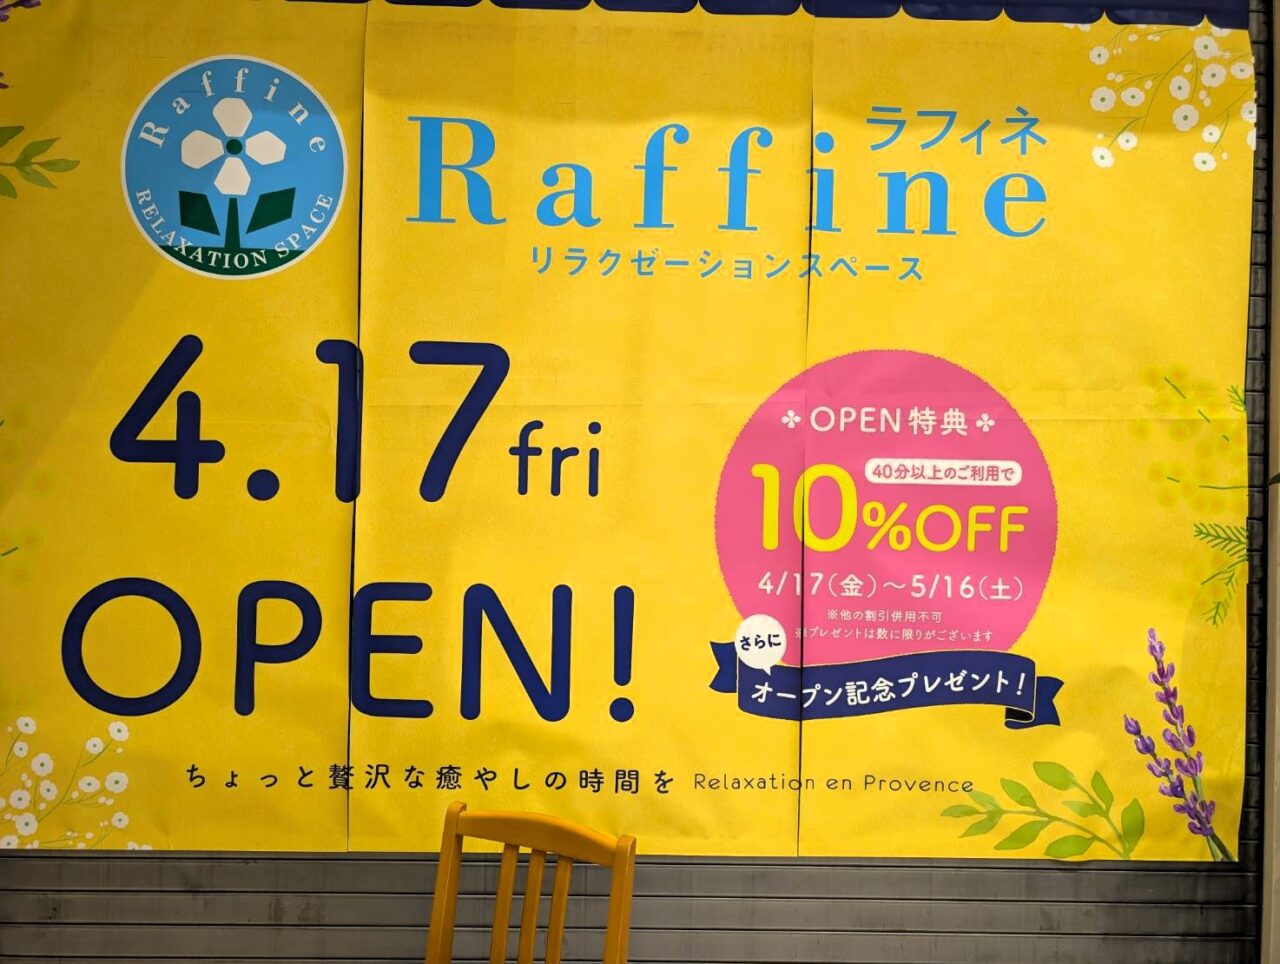 Raffine
RELAXATION SPACE
ラフィネ
Raffine
リラクゼーションスペース
4.17fri
OPEN!
OPEN特典
40分以上のご利用で
10%OFF
4/17(金)～5/16(土)
※他の割引併用不可
※プレゼントは数に限りがございます
さらに
オープン記念プレゼント!
ちょっと贅沢な癒やしの時間を Relaxation en Provence